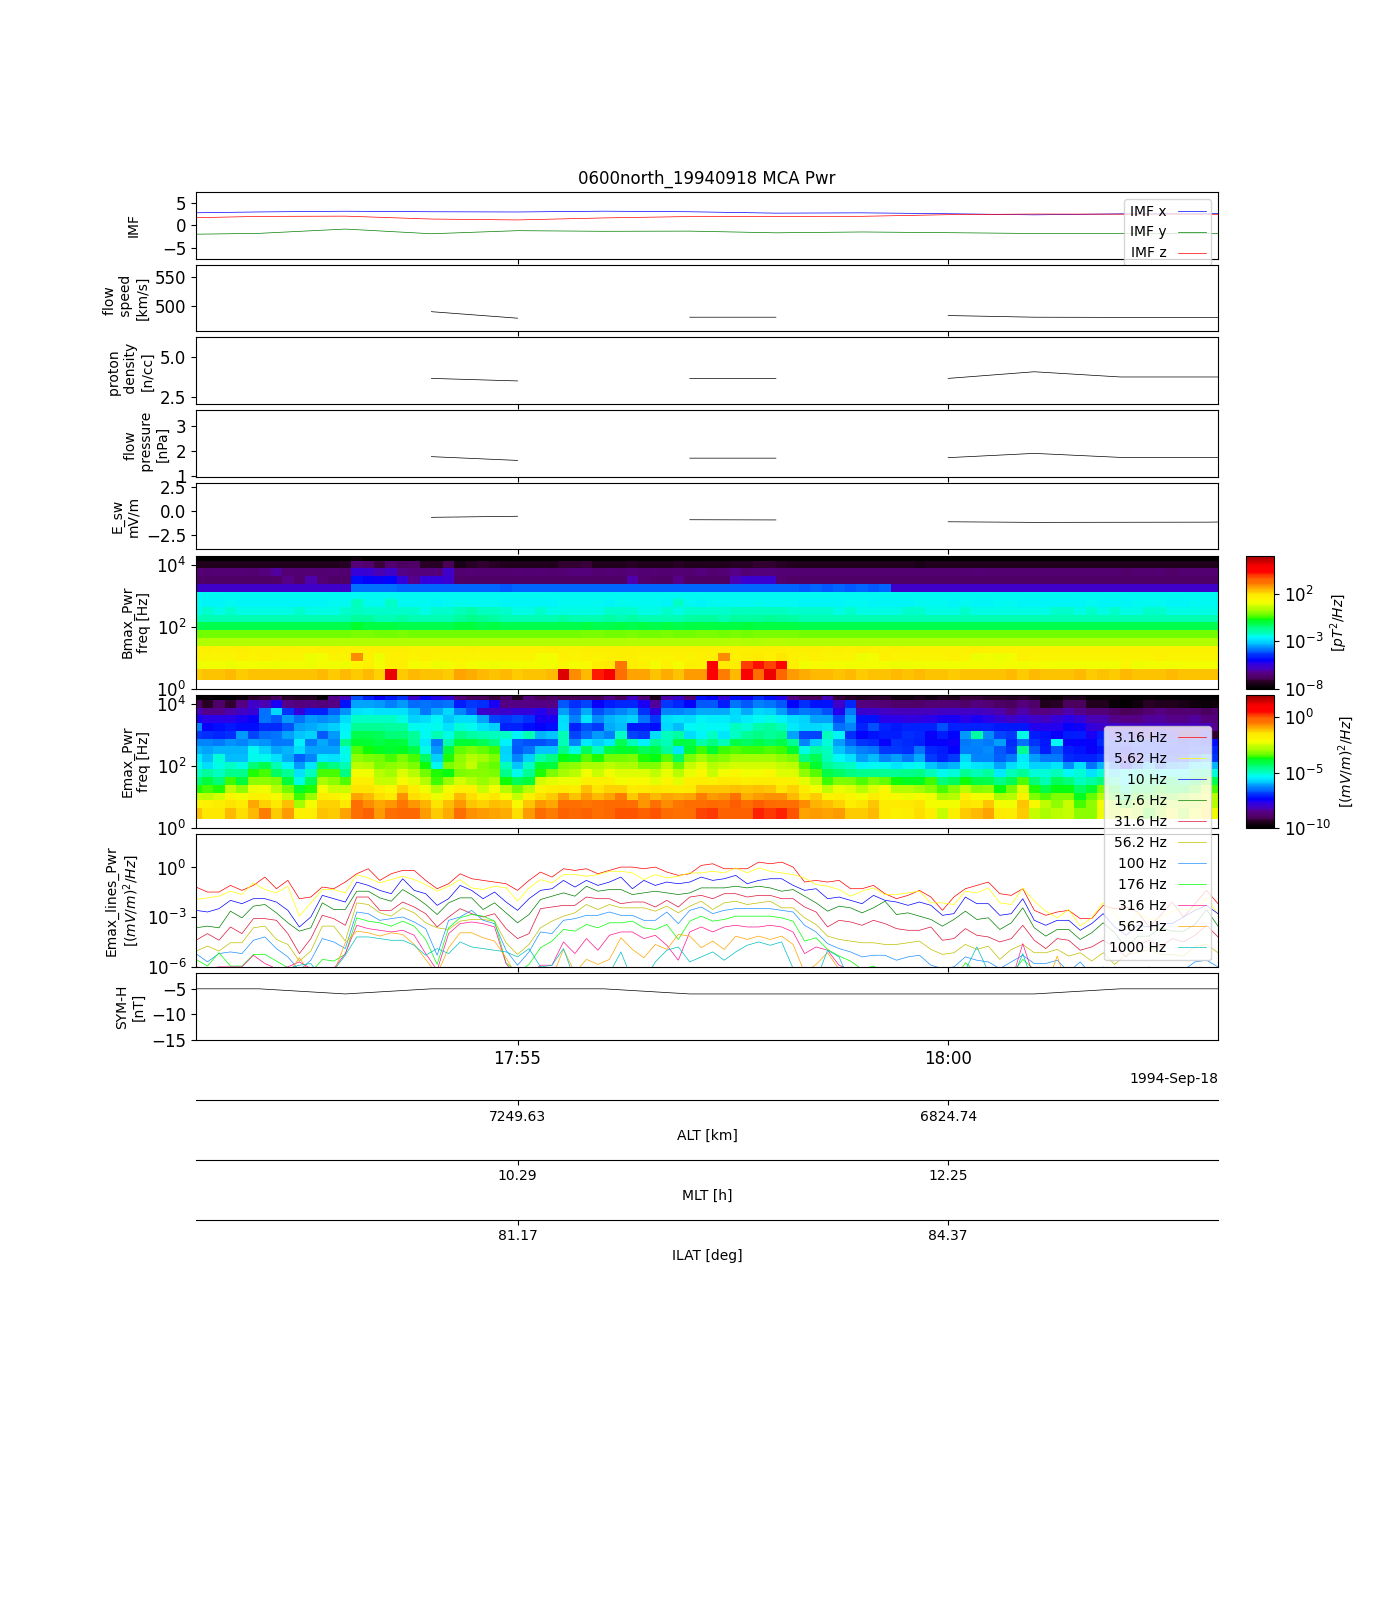 0600north_19940918 MCA Pwr
5
0
−5
IMF
IMF x
IMF y
IMF z
550
500
flow
speed
[km/s]
5.0
2.5
proton
density
[n/cc]
3
2
1
flow
pressure
[nPa]
2.5
0.0
−2.5
E_sw
mV/m
10^4
10^2
10^0
Bmax_Pwr
freq [Hz]
10^2
10^−3
10^−8
[pT^2/Hz]
10^4
10^2
10^0
Emax_Pwr
freq [Hz]
10^0
10^−5
10^−10
[(mV/m)^2/Hz]
3.16 Hz
5.62 Hz
10 Hz
17.6 Hz
31.6 Hz
56.2 Hz
100 Hz
176 Hz
316 Hz
562 Hz
1000 Hz
10^0
10^−3
10^−6
Emax_lines_Pwr
[(mV/m)^2/Hz]
−5
−10
−15
SYM-H
[nT]
17:55 18:00
1994-Sep-18
7249.63 6824.74
ALT [km]
10.29 12.25
MLT [h]
81.17 84.37
ILAT [deg]